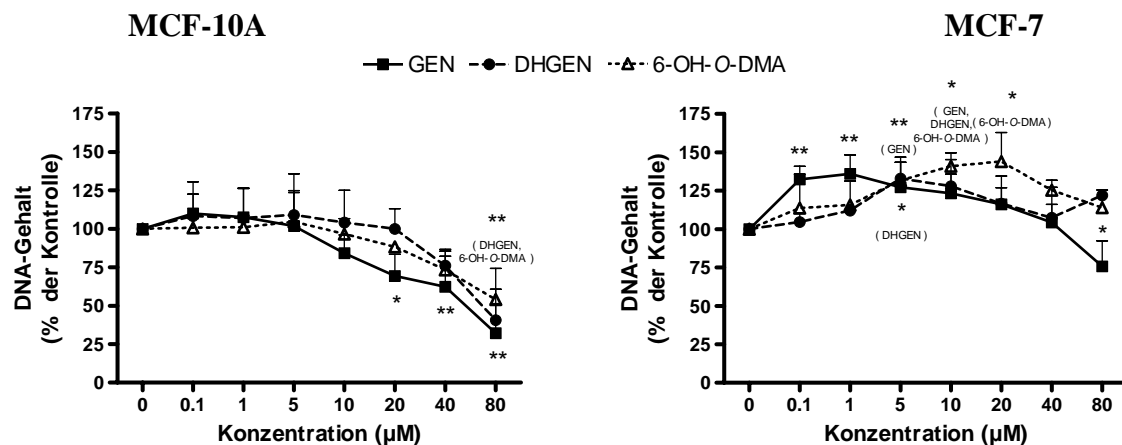 MCF-10A
MCF-7
GEN DHGEN 6-OH-O-DMA
DNA-Gehalt
(% der Kontrolle)
175
150
125
100
75
50
25
0
**
( DHGEN,
6-OH-O-DMA )
*
**
**
0 0.1 1 5 10 20 40 80
Konzentration (µM)
DNA-Gehalt
(% der Kontrolle)
175
150
125
100
75
50
25
0
**
**
**
( GEN )
*
( DHGEN )
*
( GEN,
DHGEN,
6-OH-O-DMA )
*
( 6-OH-O-DMA )
*
0 0.1 1 5 10 20 40 80
Konzentration (µM)